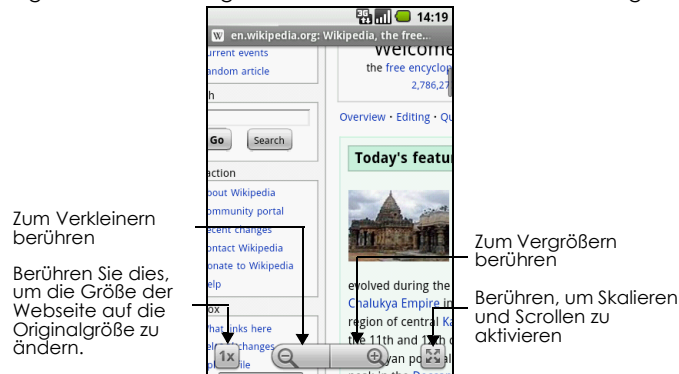 14:19
W en.wikipedia.org: Wikipedia, the free...
urrent events
andom article
h
Go Search
action
bout Wikipedia
ommunity portal
ecent changes
ontact Wikipedia
onate to Wikipedia
elp
ox
hat links here
changes
file
1x
Welcome
the free encyclop
2,786,27
Overview · Editing · Qu
Today's featu
evolved during the
Chalukya Empire in
region of central Ka
the 11th and 12th c
Zum Verkleinern
berühren
Berühren Sie dies,
um die Größe der
Webseite auf die
Originalgröße zu
ändern.
Zum Vergrößern
berühren
Berühren, um Skalieren
und Scrollen zu
aktivieren